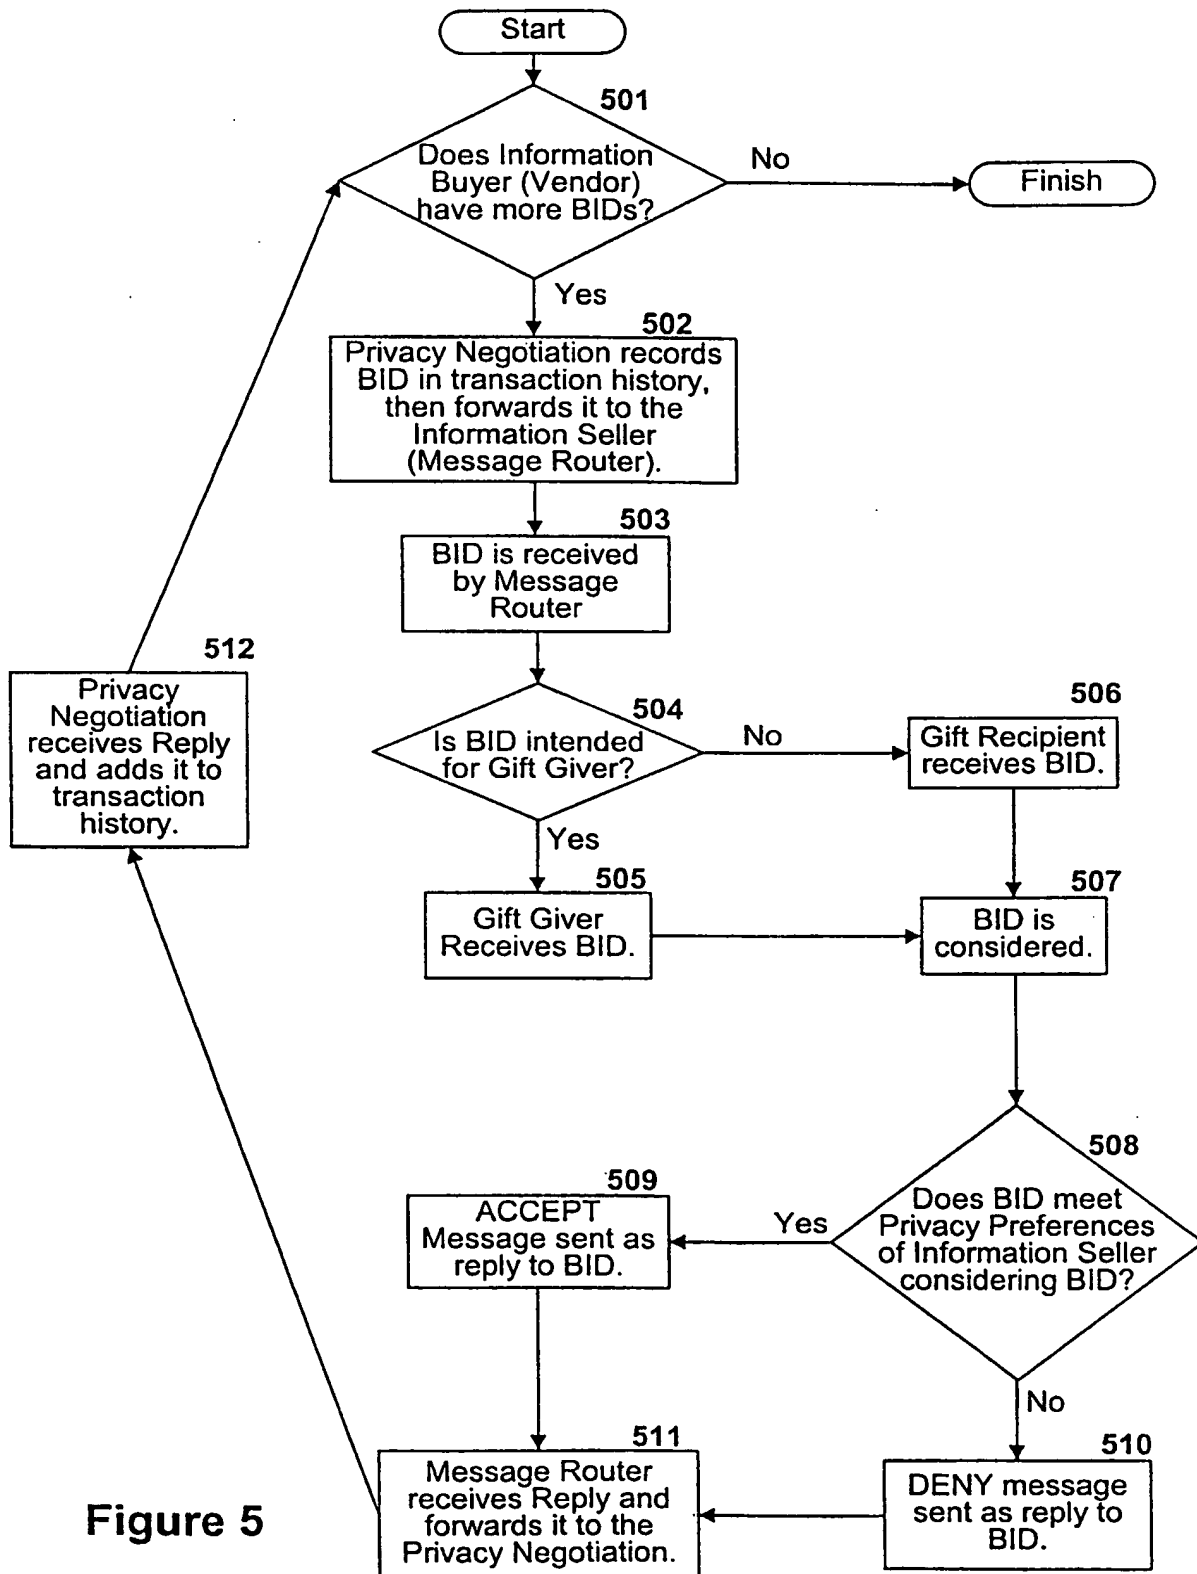 Start
501
Does Information
Buyer (Vendor)
have more BIDs?
No
Finish
Yes
502
Privacy Negotiation records
BID in transaction history,
then forwards it to the
Information Seller
(Message Router).
503
BID is received
by Message
Router
512
Privacy
Negotiation
receives Reply
and adds it to
transaction
history.
504
Is BID intended
for Gift Giver?
No
506
Gift Recipient
receives BID.
Yes
505
Gift Giver
Receives BID.
507
BID is
considered.
508
Does BID meet
Privacy Preferences
of Information Seller
considering BID?
Yes
509
ACCEPT
Message sent as
reply to BID.
No
510
DENY message
sent as reply to
BID.
511
Message Router
receives Reply and
forwards it to the
Privacy Negotiation.
Figure 5